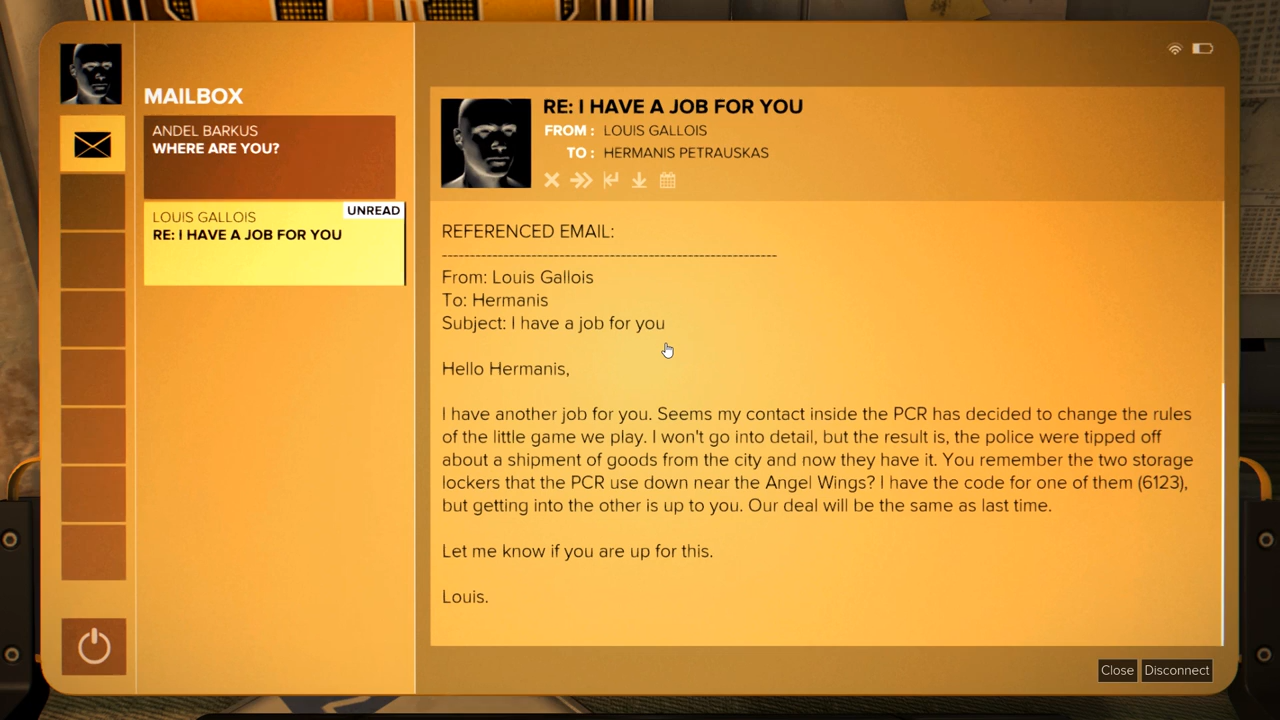 MAILBOX
ANDEL BARKUS
WHERE ARE YOU?
UNREAD
LOUIS GALLOIS
RE: I HAVE A JOB FOR YOU
RE: I HAVE A JOB FOR YOU
FROM : LOUIS GALLOIS
TO : HERMANIS PETRAUSKAS
REFERENCED EMAIL:
----------------------------------------------------------
From: Louis Gallois
To: Hermanis
Subject: I have a job for you
Hello Hermanis,
I have another job for you. Seems my contact inside the PCR has decided to change the rules
of the little game we play. I won't go into detail, but the result is, the police were tipped off
about a shipment of goods from the city and now they have it. You remember the two storage
lockers that the PCR use down near the Angel Wings? I have the code for one of them (6123),
but getting into the other is up to you. Our deal will be the same as last time.
Let me know if you are up for this.
Louis.
Close Disconnect